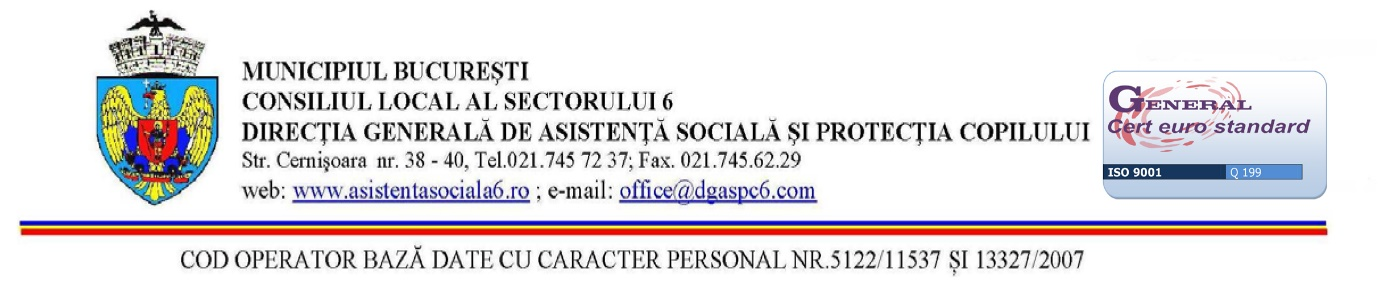 MUNICIPIUL BUCUREȘTI
CONSILIUL LOCAL AL SECTORULUI 6
DIRECȚIA GENERALĂ DE ASISTENȚĂ SOCIALĂ ȘI PROTECȚIA COPILULUI
Str. Cernișoara nr. 38 - 40, Tel.021.745 72 37; Fax. 021.745.62.29
web: www.asistentasociala6.ro ; e-mail: office@dgaspc6.com
GENERAL
Cert euro standard
ISO 9001 Q 199
COD OPERATOR BAZĂ DATE CU CARACTER PERSONAL NR.5122/11537 ȘI 13327/2007